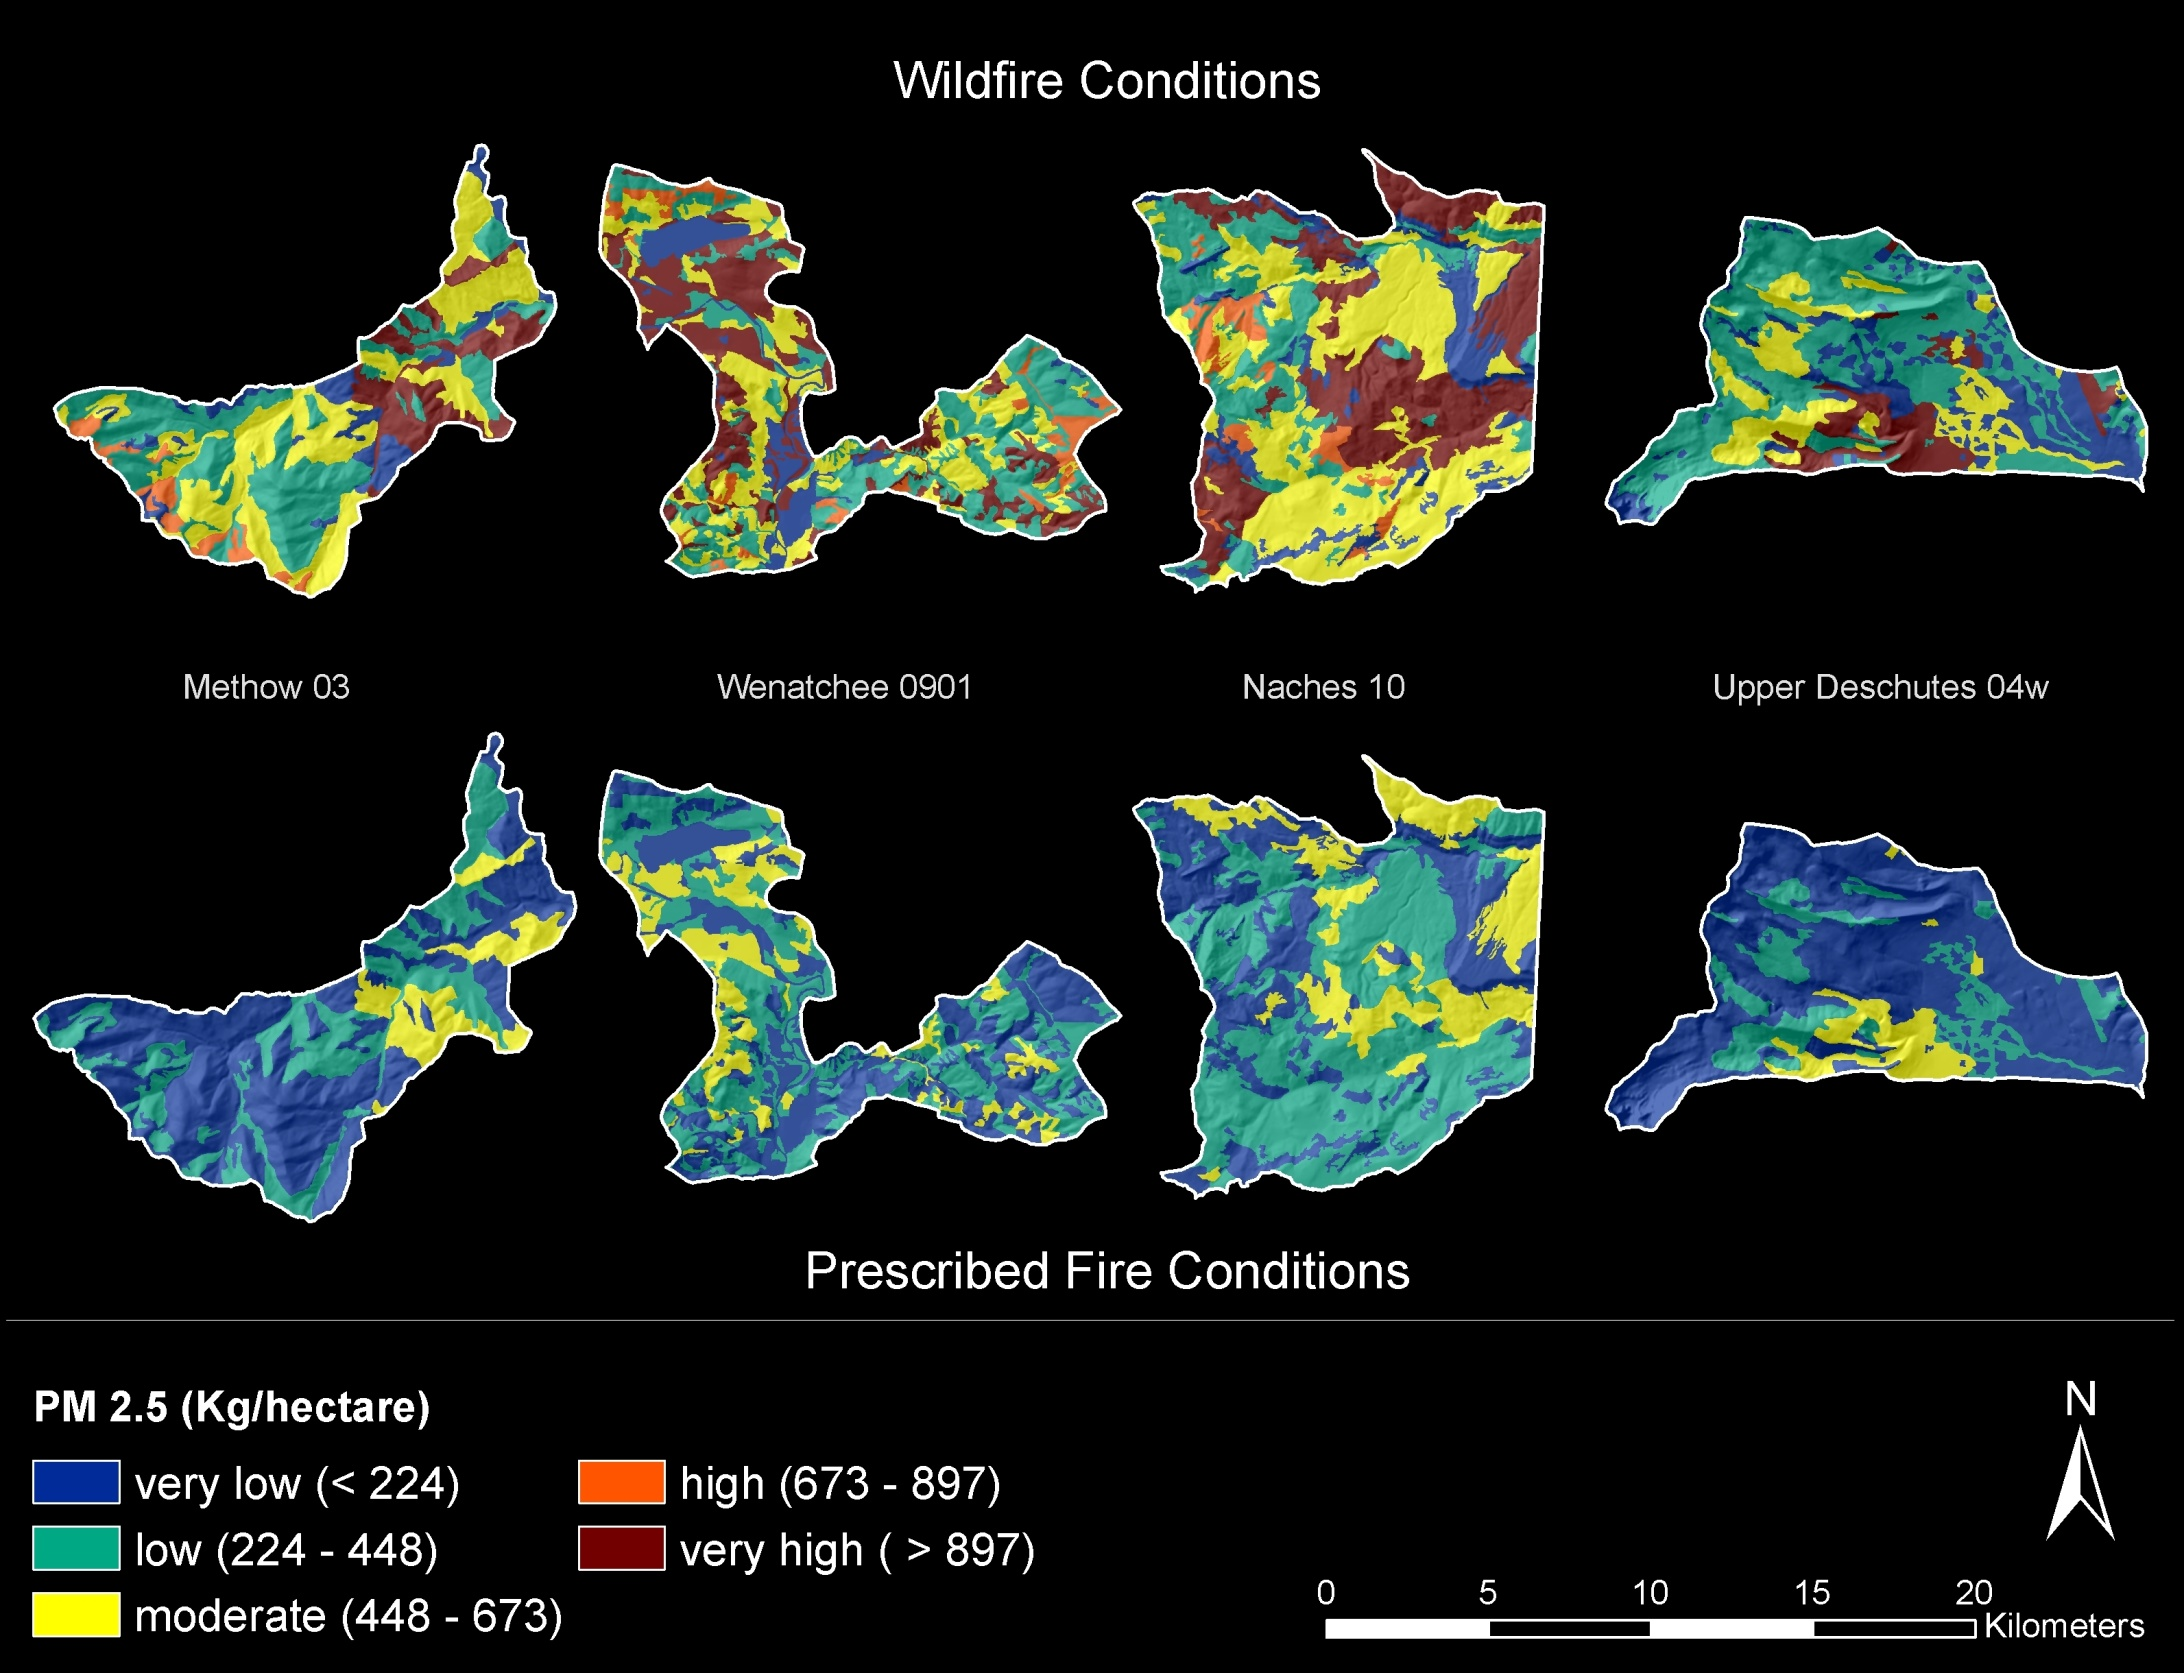 Wildfire Conditions
Methow 03
Wenatchee 0901
Naches 10
Upper Deschutes 04w
Prescribed Fire Conditions
PM 2.5 (Kg/hectare)
very low (< 224)
low (224 - 448)
moderate (448 - 673)
high (673 - 897)
very high ( > 897)
N
0 5 10 15 20
Kilometers